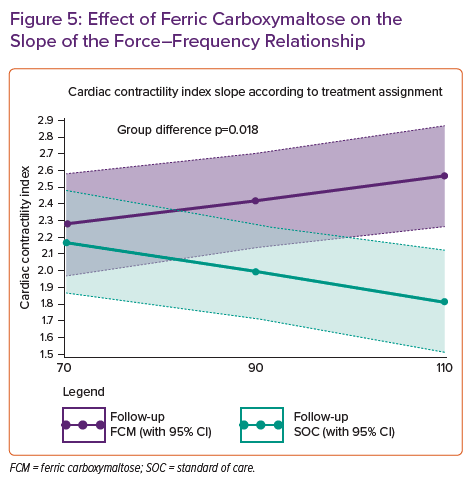 Figure 5: Effect of Ferric Carboxymaltose on the
Slope of the Force–Frequency Relationship
Cardiac contractility index slope according to treatment assignment
Group difference p=0.018
Cardiac contractility index
2.9
2.8
2.7
2.6
2.5
2.4
2.3
2.2
2.1
2.0
1.9
1.8
1.7
1.6
1.5
70
90
110
Legend
Follow-up
FCM (with 95% CI)
Follow-up
SOC (with 95% CI)
FCM = ferric carboxymaltose; SOC = standard of care.